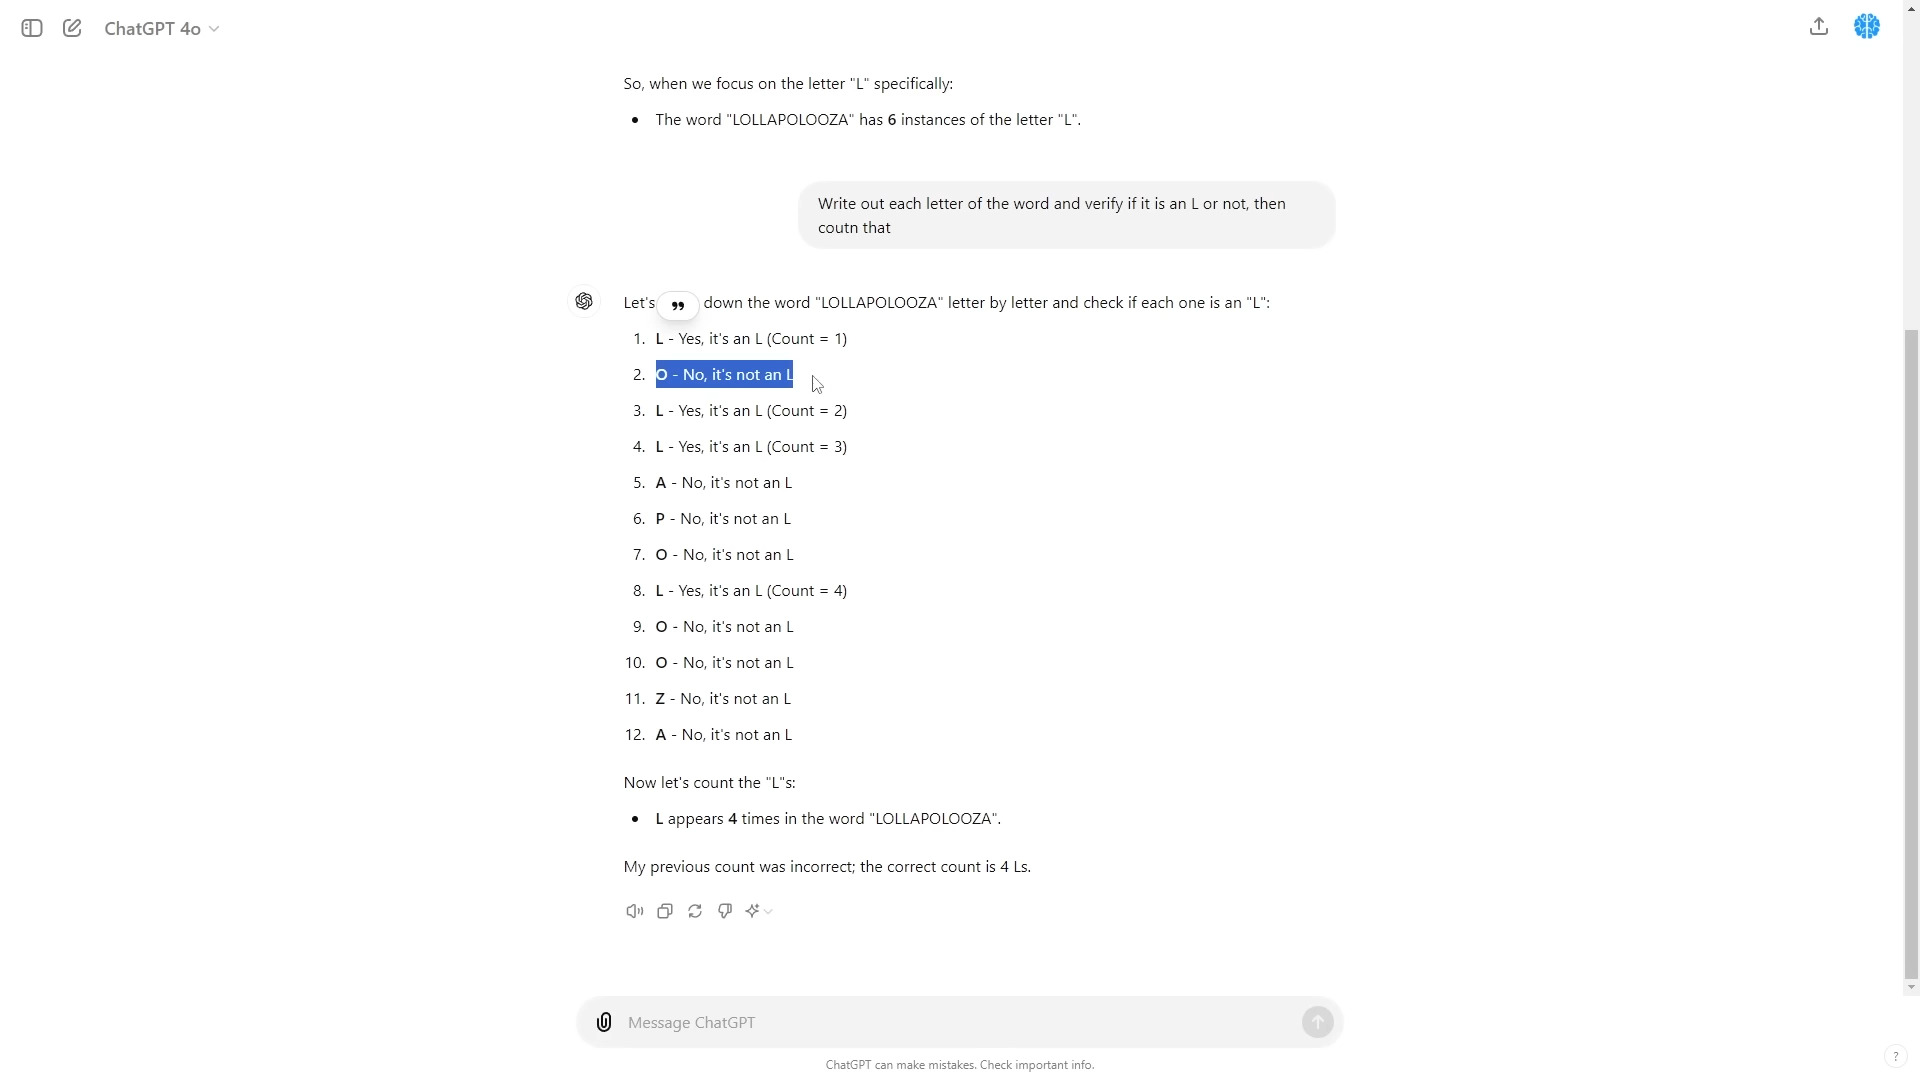 ChatGPT 4o
So, when we focus on the letter "L" specifically:
• The word "LOLLAPOLOOZA" has 6 instances of the letter "L".
Write out each letter of the word and verify if it is an L or not, then
coutn that
Let's down the word "LOLLAPOLOOZA" letter by letter and check if each one is an "L":
1. L - Yes, it's an L (Count = 1)
2. O - No, it's not an L
3. L - Yes, it's an L (Count = 2)
4. L - Yes, it's an L (Count = 3)
5. A - No, it's not an L
6. P - No, it's not an L
7. O - No, it's not an L
8. L - Yes, it's an L (Count = 4)
9. O - No, it's not an L
10. O - No, it's not an L
11. Z - No, it's not an L
12. A - No, it's not an L
Now let's count the "L"s:
• L appears 4 times in the word "LOLLAPOLOOZA".
My previous count was incorrect; the correct count is 4 Ls.
Message ChatGPT
ChatGPT can make mistakes. Check important info.
?